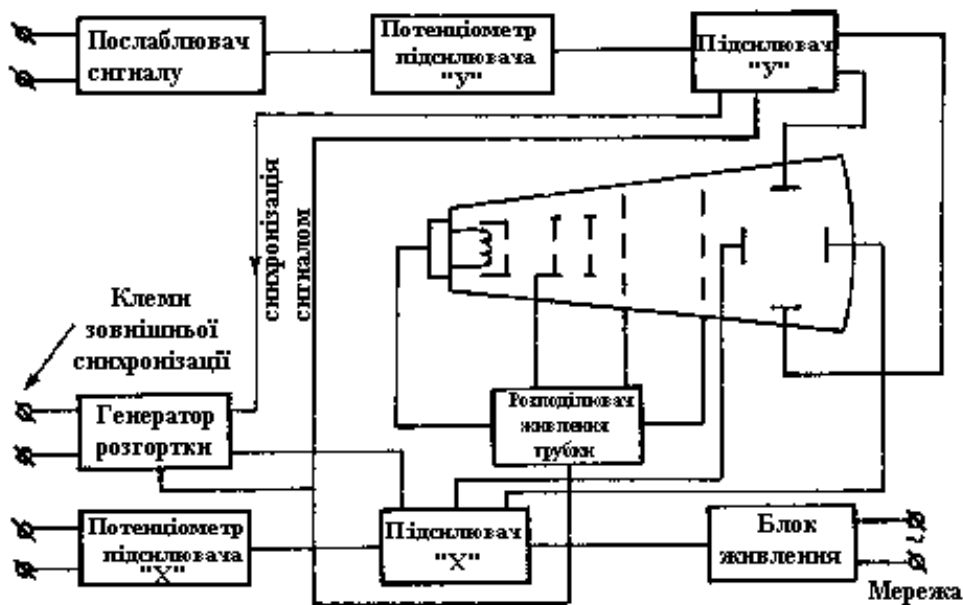 Послаблювач
сигналу
Потенціометр
підсилювача
"У"
Підсилювач
"У"
синхронізація
сигналом
Клеми
зовнішньої
синхронізації
Генератор
розгортки
Розподілювач
живлення
трубки
Потенціометр
підсилювача
"Х"
Підсилювач
"Х"
Блок
живлення
Мережа